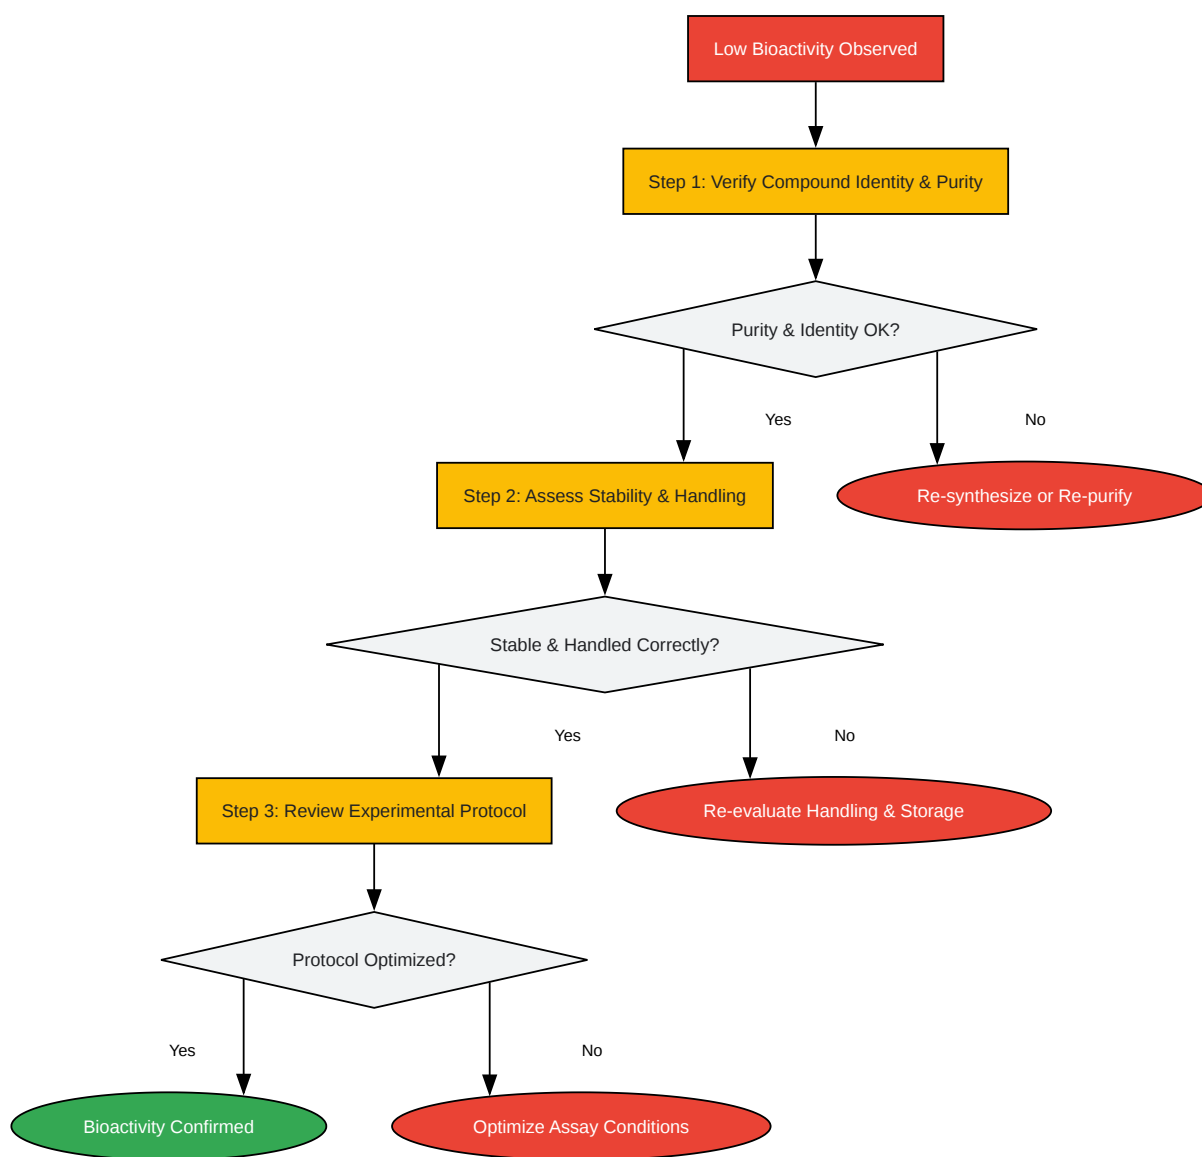 Low Bioactivity Observed
Step 1: Verify Compound Identity & Purity
Purity & Identity OK?
Yes
No
Step 2: Assess Stability & Handling
Re-synthesize or Re-purify
Stable & Handled Correctly?
Yes
No
Step 3: Review Experimental Protocol
Re-evaluate Handling & Storage
Protocol Optimized?
Yes
No
Bioactivity Confirmed
Optimize Assay Conditions